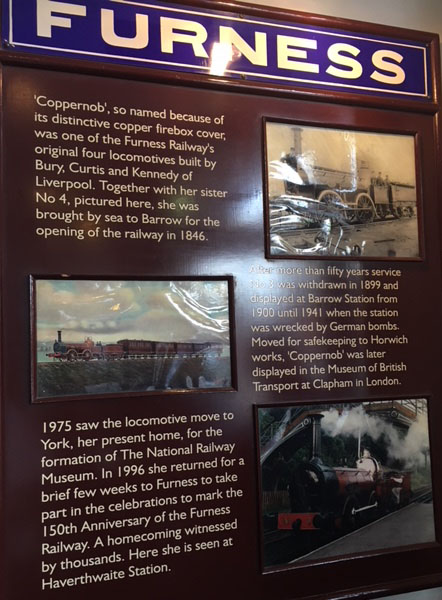 FURNESS
'Coppernob', so named because of
its distinctive copper firebox cover,
was one of the Furness Railway's
original four locomotives built by
Bury, Curtis and Kennedy of
Liverpool. Together with her sister
No 4, pictured here, she was
brought by sea to Barrow for the
opening of the railway in 1846.
After more than fifty years service
No 3 was withdrawn in 1899 and
displayed at Barrow Station from
1900 until 1941 when the station
was wrecked by German bombs.
Moved for safekeeping to Horwich
works, 'Coppernob' was later
displayed in the Museum of British
Transport at Clapham in London.
1975 saw the locomotive move to
York, her present home, for the
formation of The National Railway
Museum. In 1996 she returned for a
brief few weeks to Furness to take
part in the celebrations to mark the
150th Anniversary of the Furness
Railway. A homecoming witnessed
by thousands. Here she is seen at
Haverthwaite Station.